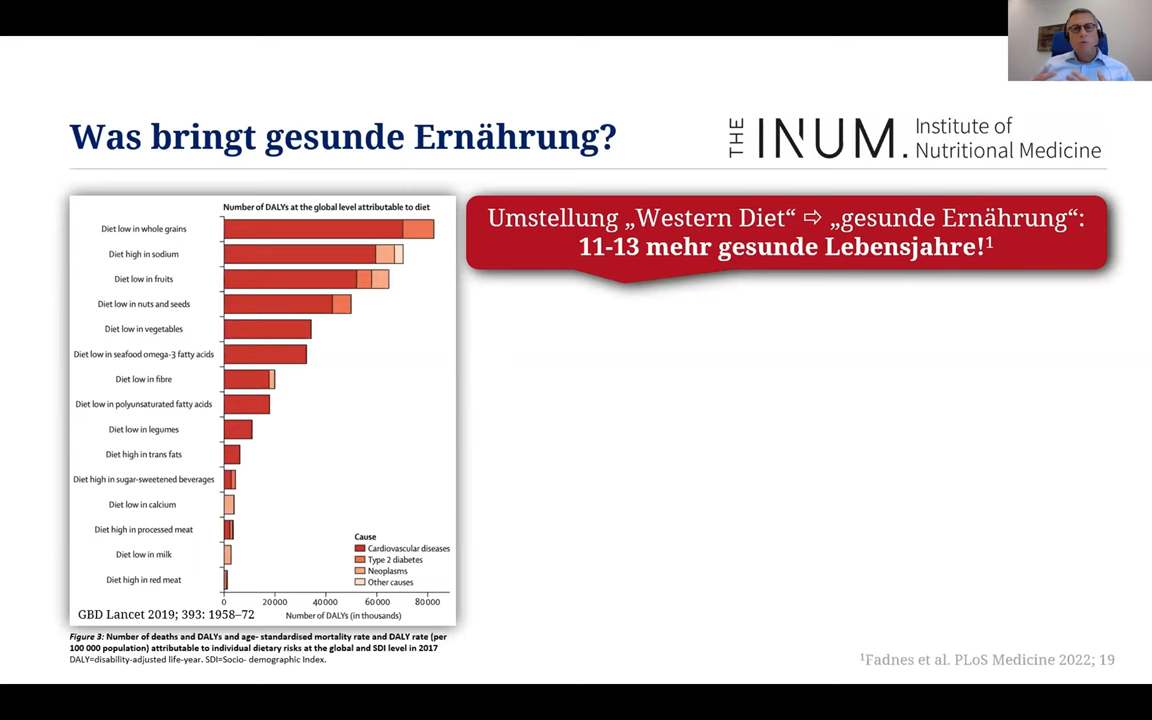 Was bringt gesunde Ernährung?
THE INUM. Institute of
Nutritional Medicine
Number of DALYs at the global level attributable to diet
Diet low in whole grains
Diet high in sodium
Diet low in fruits
Diet low in nuts and seeds
Diet low in vegetables
Diet low in seafood omega-3 fatty acids
Diet low in fibre
Diet low in polyunsaturated fatty acids
Diet low in legumes
Diet high in trans fats
Diet high in sugar-sweetened beverages
Diet low in calcium
Diet high in processed meat
Diet low in milk
Diet high in red meat
Cause
Cardiovascular diseases
Type 2 diabetes
Neoplasms
Other causes
0 20 000 40 000 60 000 80 000
Number of DALYs (in thousands)
GBD Lancet 2019; 393: 1958–72
Figure 3: Number of deaths and DALYs and age- standardised mortality rate and DALY rate (per
100 000 population) attributable to individual dietary risks at the global and SDI level in 2017
DALY=disability-adjusted life-year. SDI=Socio- demographic Index.
Umstellung „Western Diet“ ⇨ „gesunde Ernährung“:
11-13 mehr gesunde Lebensjahre!¹
¹Fadnes et al. PLoS Medicine 2022; 19